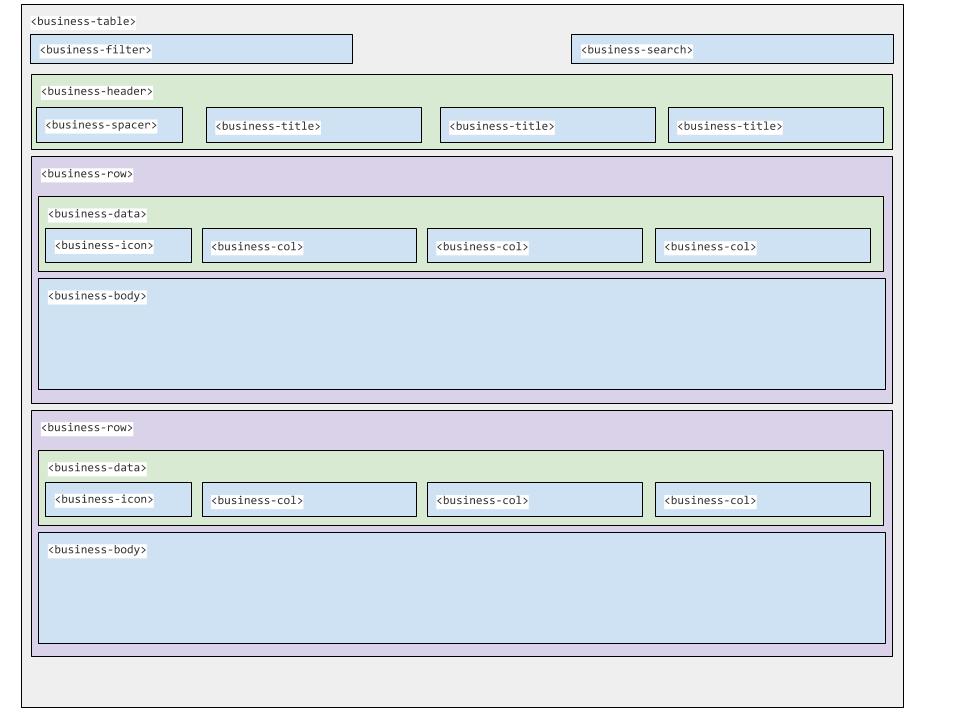 <business-table>
<business-filter> <business-search>
<business-header>
<business-spacer> <business-title> <business-title> <business-title>
<business-row>
<business-data>
<business-icon> <business-col> <business-col> <business-col>
<business-body>
<business-row>
<business-data>
<business-icon> <business-col> <business-col> <business-col>
<business-body>